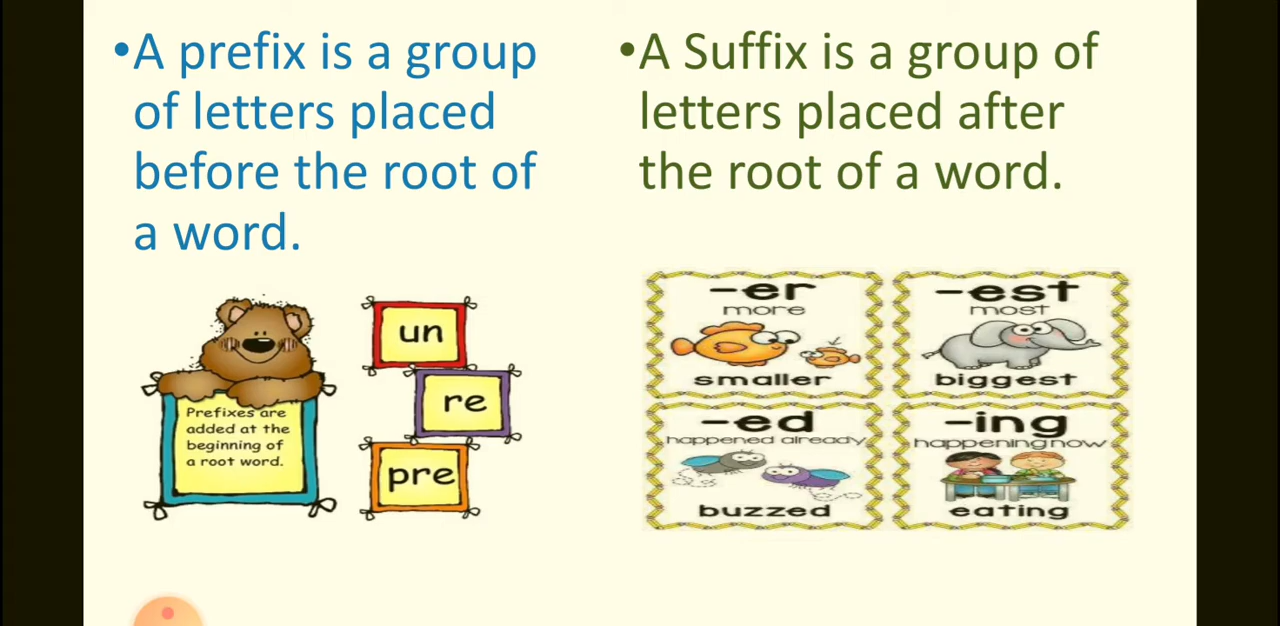 •A prefix is a group
of letters placed
before the root of
a word.
•A Suffix is a group of
letters placed after
the root of a word.
Prefixes are
added at the
beginning of
a root word.
un
re
pre
-er
more
smaller
-est
most
biggest
-ed
happened already
buzzed
-ing
happening now
eating